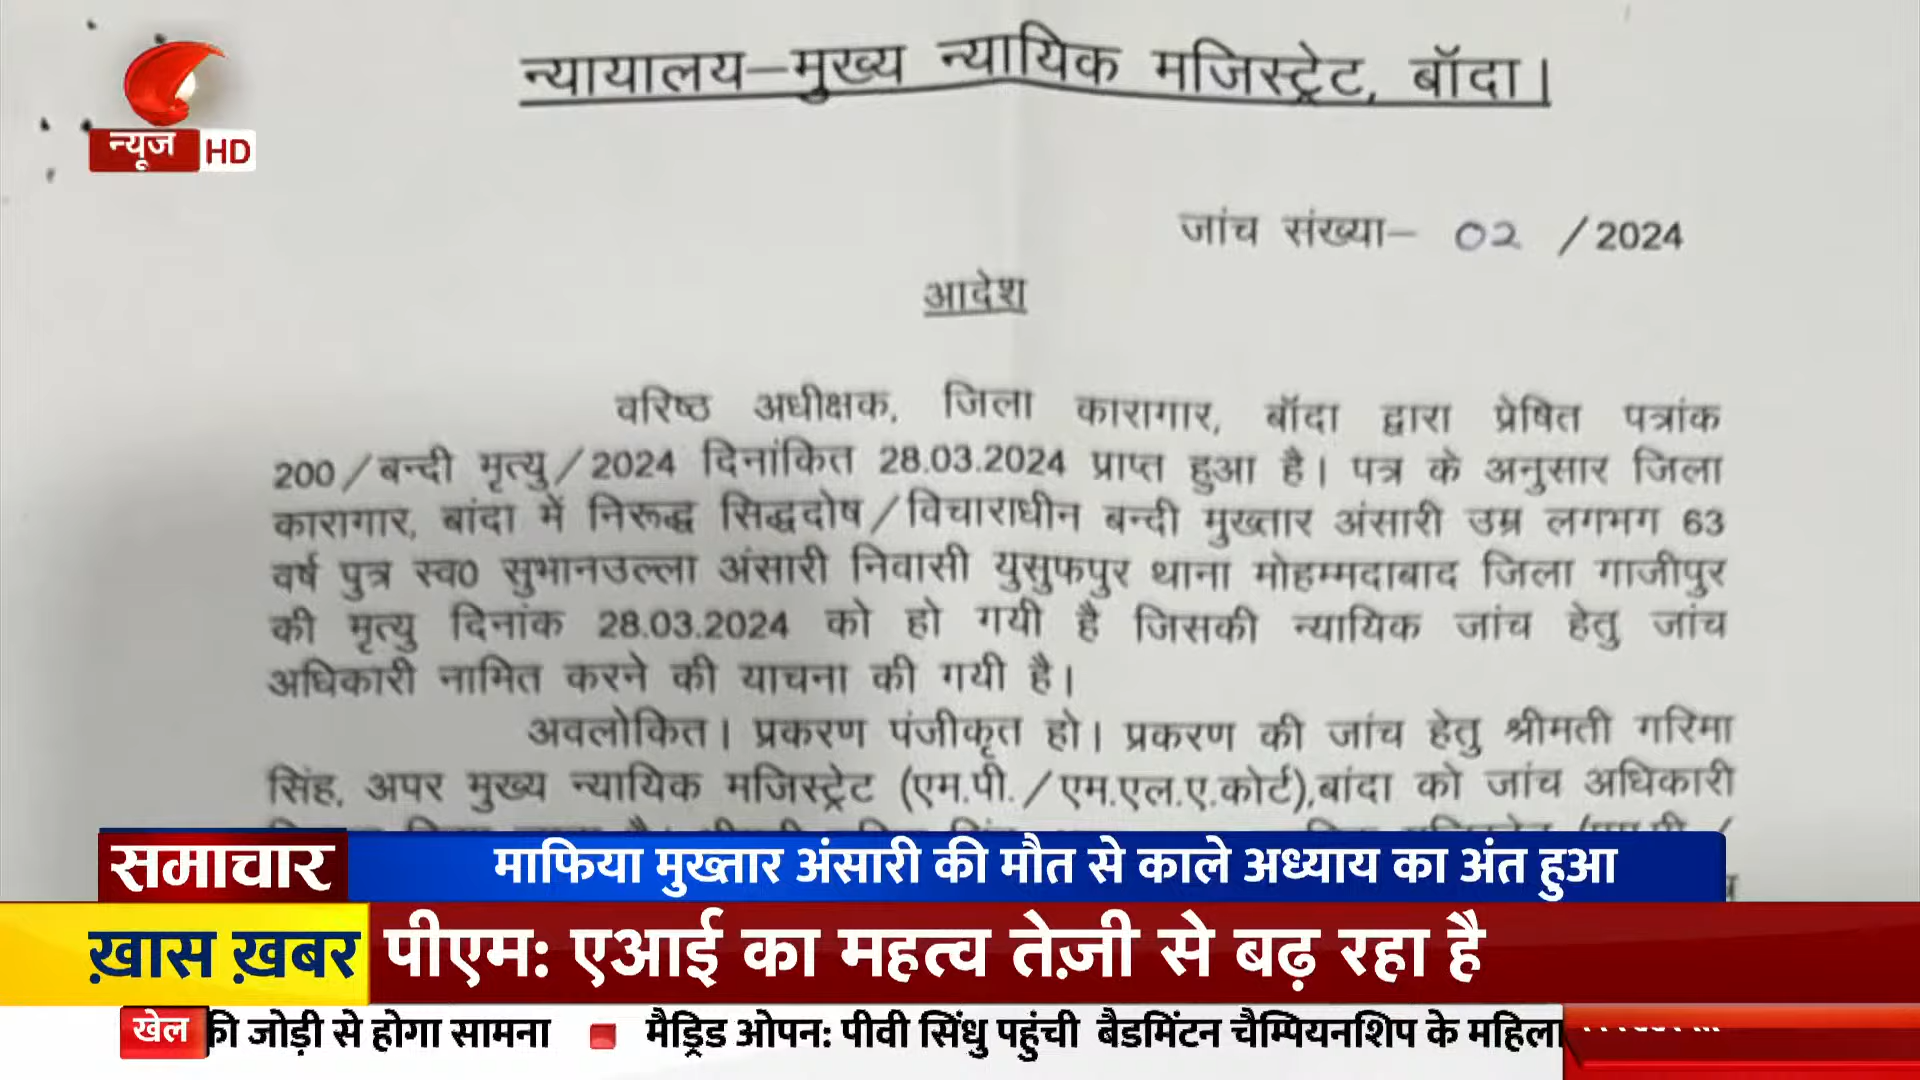 न्यायालय–मुख्य न्यायिक मजिस्ट्रेट, बॉदा।
न्यूज HD
जांच संख्या– 02 /2024
आदेश
वरिष्ठ अधीक्षक, जिला कारागार, बॉदा द्वारा प्रेषित पत्रांक
200/बन्दी मृत्यु/2024 दिनांकित 28.03.2024 प्राप्त हुआ है। पत्र के अनुसार जिला
कारागार, बांदा में निरूद्ध सिद्धदोष/विचाराधीन बन्दी मुख्तार अंसारी उम्र लगभग 63
वर्ष पुत्र स्व0 सुभानउल्ला अंसारी निवासी युसुफपुर थाना मोहम्मदाबाद जिला गाजीपुर
की मृत्यु दिनांक 28.03.2024 को हो गयी है जिसकी न्यायिक जांच हेतु जांच
अधिकारी नामित करने की याचना की गयी है।
अवलोकित। प्रकरण पंजीकृत हो। प्रकरण की जांच हेतु श्रीमती गरिमा
सिंह, अपर मुख्य न्यायिक मजिस्ट्रेट (एम.पी./एम.एल.ए.कोर्ट),बांदा को जांच अधिकारी
समाचार माफिया मुख्तार अंसारी की मौत से काले अध्याय का अंत हुआ
ख़ास ख़बर पीएम: एआई का महत्व तेज़ी से बढ़ रहा है
खेल की जोड़ी से होगा सामना मैड्रिड ओपन: पीवी सिंधु पहुंची बैडमिंटन चैम्पियनशिप के महिला